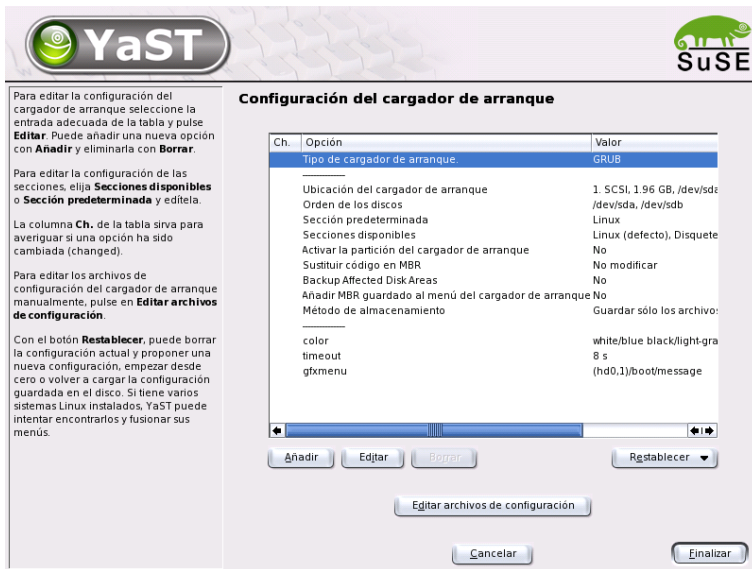 YaST
SuSE
Para editar la configuración del
cargador de arranque seleccione la
entrada adecuada de la tabla y pulse
Editar. Puede añadir una nueva opción
con Añadir y eliminarla con Borrar.
Para editar la configuración de las
secciones, elija Secciones disponibles
o Sección predeterminada y edítela.
La columna Ch. de la tabla sirva para
averiguar si una opción ha sido
cambiada (changed).
Para editar los archivos de
configuración del cargador de arranque
manualmente, pulse en Editar archivos
de configuración.
Con el botón Restablecer, puede borrar
la configuración actual y proponer una
nueva configuración, empezar desde
cero o volver a cargar la configuración
guardada en el disco. Si tiene varios
sistemas Linux instalados, YaST puede
intentar encontrarlos y fusionar sus
menús.
Configuración del cargador de arranque
Ch. Opción Valor
Tipo de cargador de arranque. GRUB
Ubicación del cargador de arranque 1. SCSI, 1.96 GB, /dev/sda
Orden de los discos /dev/sda, /dev/sdb
Sección predeterminada Linux
Secciones disponibles Linux (defecto), Disquete
Activar la partición del cargador de arranque No
Sustituir código en MBR No modificar
Backup Affected Disk Areas No
Añadir MBR guardado al menú del cargador de arranque No
Método de almacenamiento Guardar sólo los archivos
color white/blue black/light-gra
timeout 8 s
gfxmenu (hd0,1)/boot/message
Añadir Editar Borrar Restablecer
Editar archivos de configuración
Cancelar Finalizar